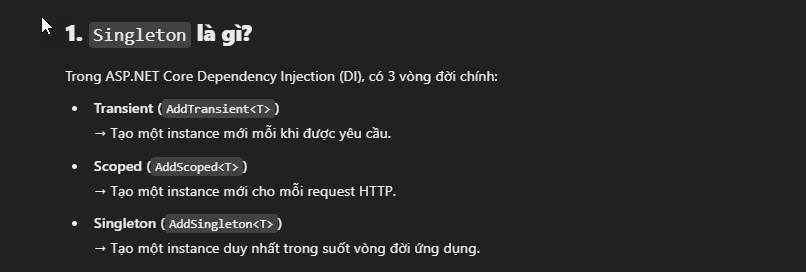 1. Singleton là gì?
Trong ASP.NET Core Dependency Injection (DI), có 3 vòng đời chính:
• Transient (AddTransient<T>)
→ Tạo một instance mới mỗi khi được yêu cầu.
• Scoped (AddScoped<T>)
→ Tạo một instance mới cho mỗi request HTTP.
• Singleton (AddSingleton<T>)
→ Tạo một instance duy nhất trong suốt vòng đời ứng dụng.